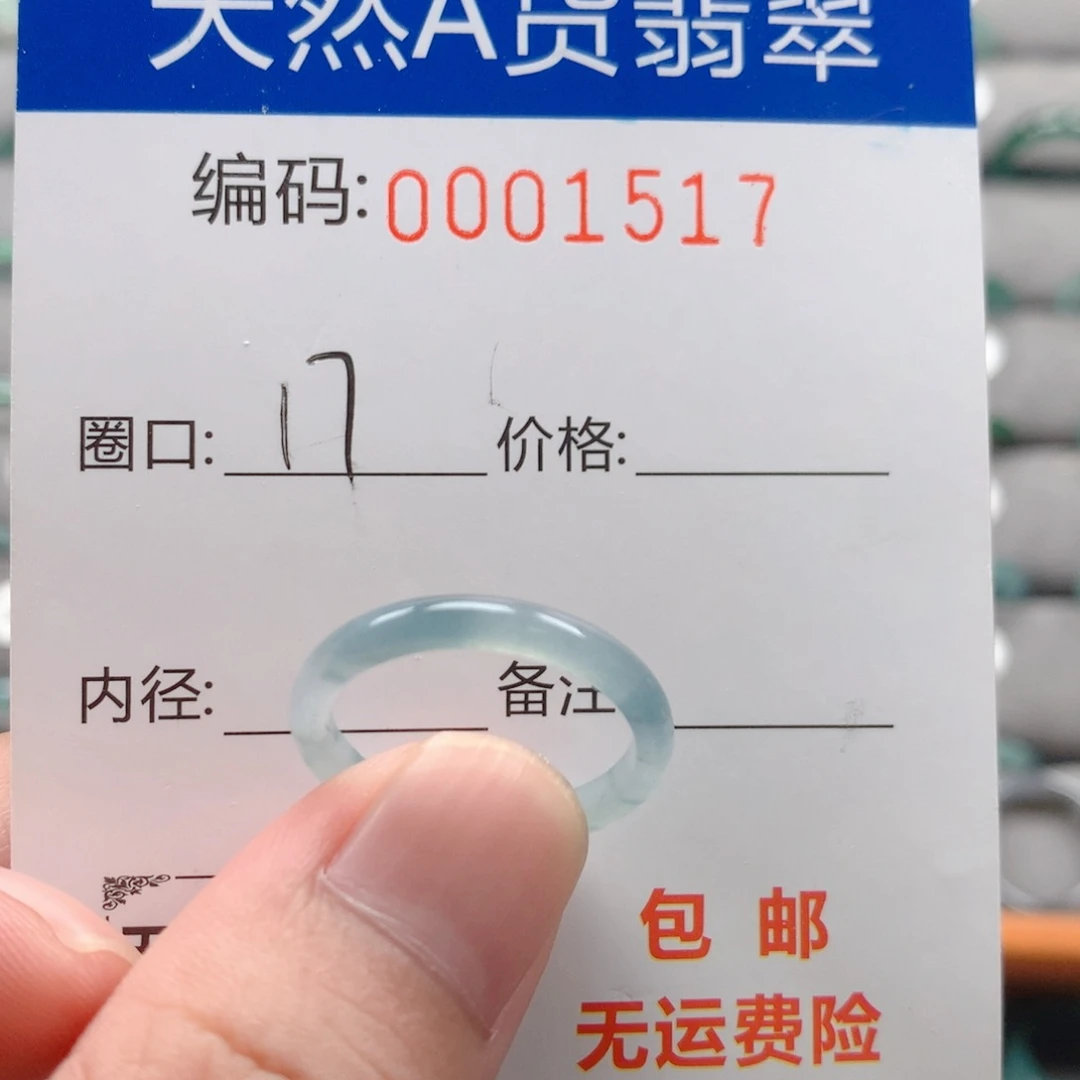 天然A货翡翠
编码:0001517
圈口: 17 价格:
内径: 备注
包邮
无运费险